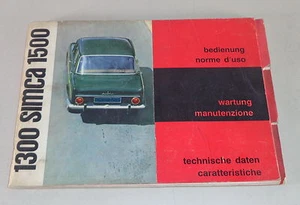 1300 simca 1500
bedienung
norme d'uso
wartung
manutenzione
technische daten
caratteristiche